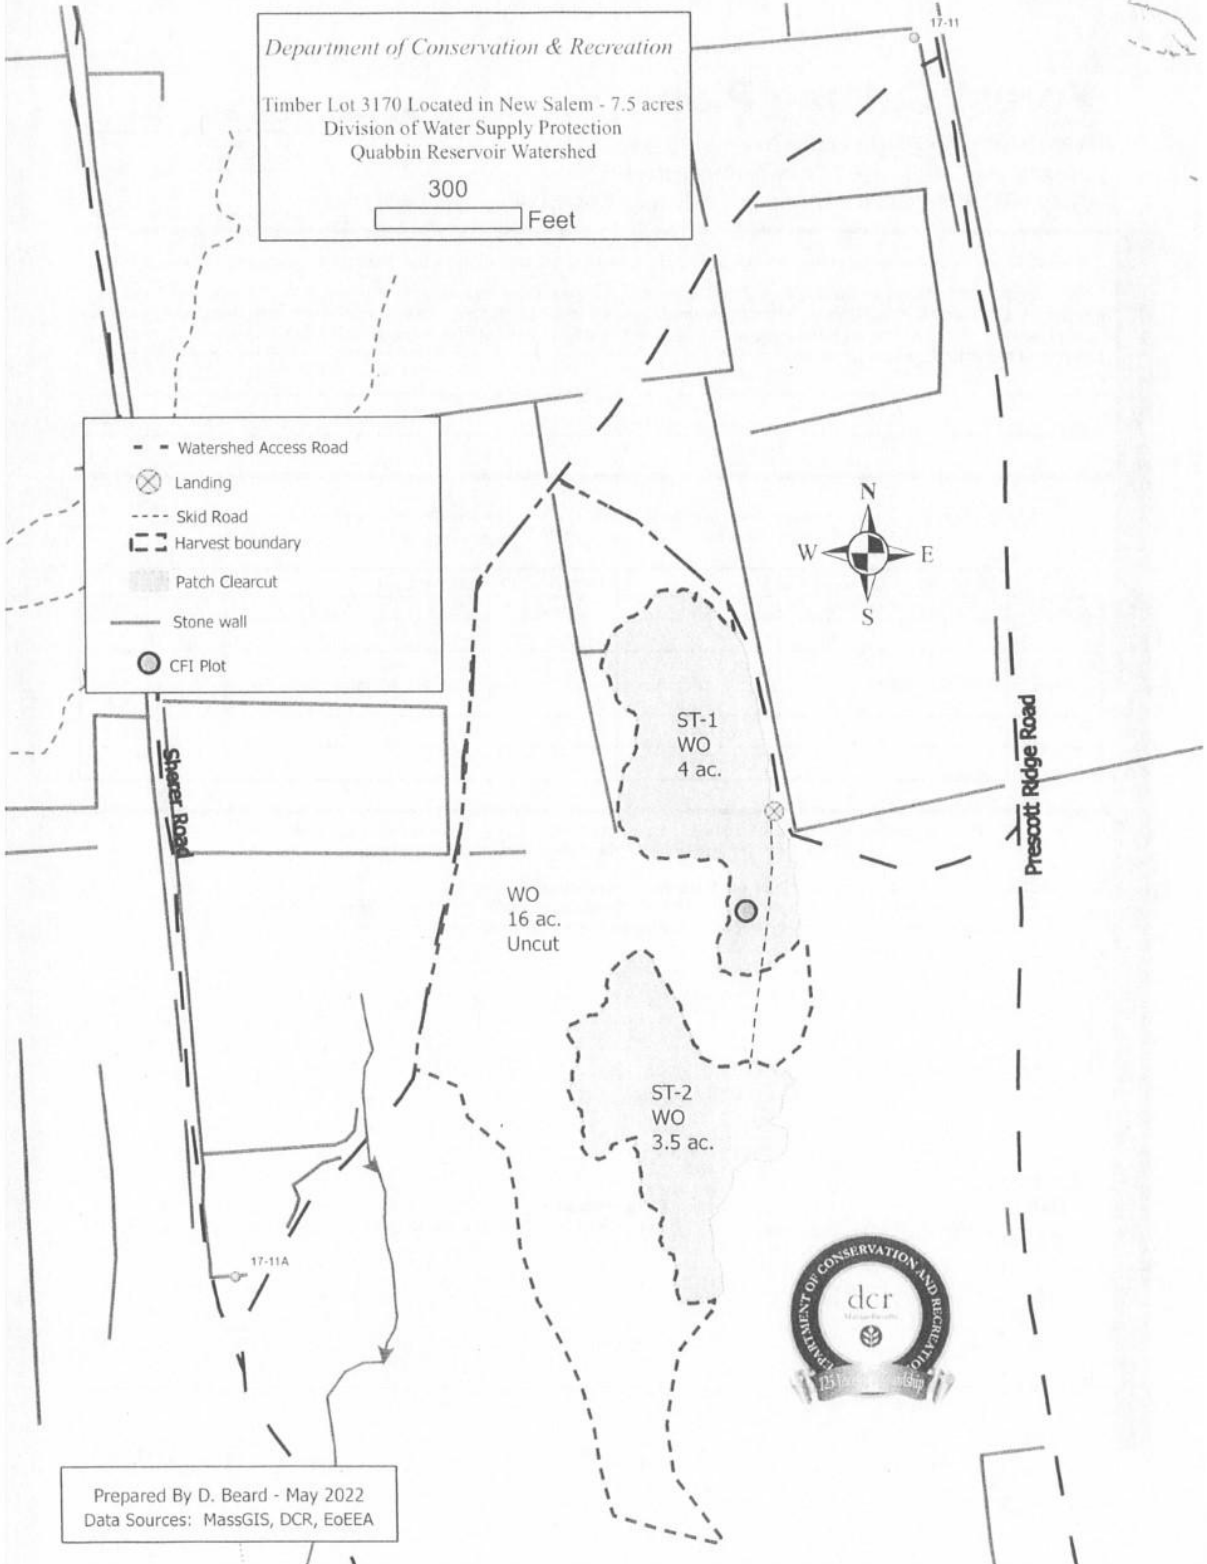 17-11
Department of Conservation & Recreation
Timber Lot 3170 Located in New Salem - 7.5 acres
Division of Water Supply Protection
Quabbin Reservoir Watershed
300
Feet
Watershed Access Road
Landing
Skid Road
Harvest boundary
Patch Clearcut
Stone wall
CFI Plot
N
W E
S
ST-1
WO
4 ac.
Sherer Road
Prescott Ridge Road
WO
16 ac.
Uncut
ST-2
WO
3.5 ac.
17-11A
DEPARTMENT OF CONSERVATION AND RECREATION
dcr
Massachusetts
Prepared By D. Beard - May 2022
Data Sources: MassGIS, DCR, EoEEA